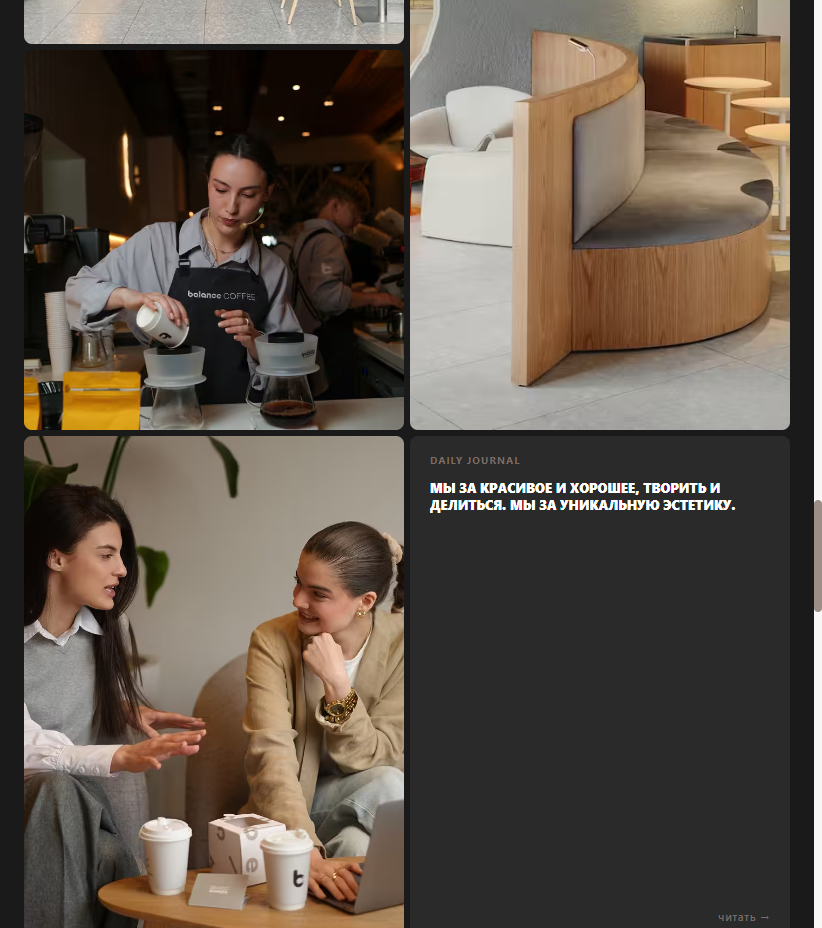 balance COFFEE
DAILY JOURNAL
МЫ ЗА КРАСИВОЕ И ХОРОШЕЕ, ТВОРИТЬ И
ДЕЛИТЬСЯ. МЫ ЗА УНИКАЛЬНУЮ ЭСТЕТИКУ.
читать →